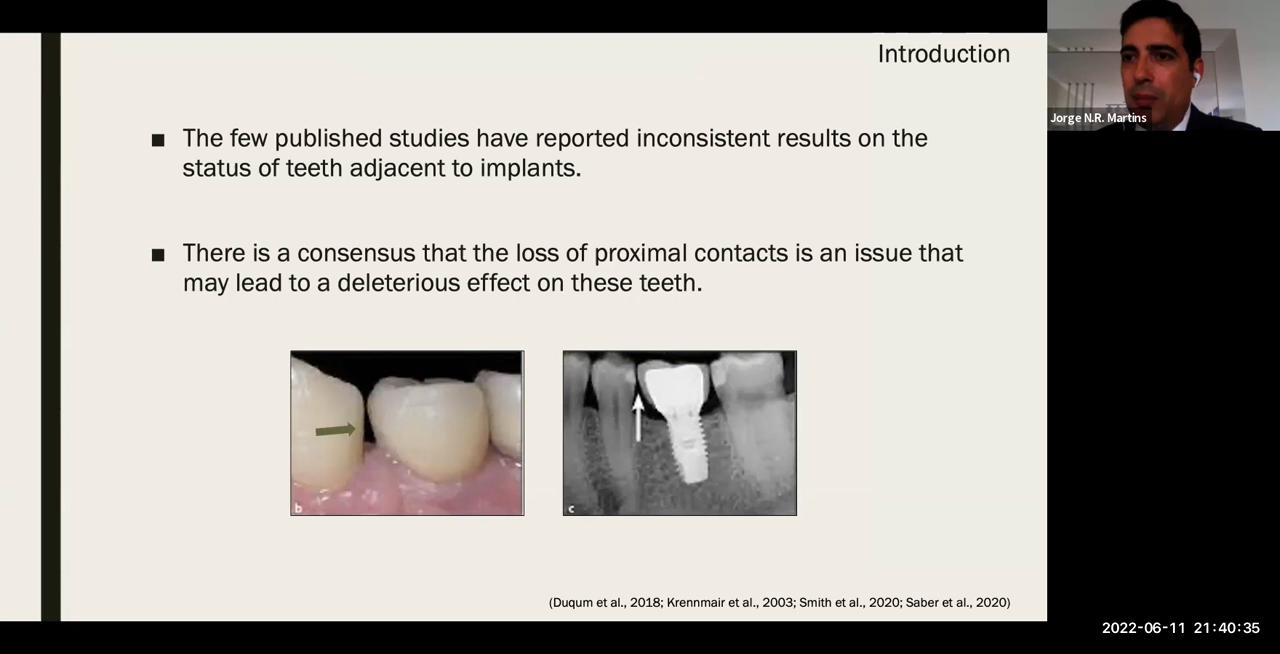 Introduction
■ The few published studies have reported inconsistent results on the
status of teeth adjacent to implants.
■ There is a consensus that the loss of proximal contacts is an issue that
may lead to a deleterious effect on these teeth.
b
c
(Duqum et al., 2018; Krennmair et al., 2003; Smith et al., 2020; Saber et al., 2020)
Jorge N.R. Martins
2022-06-11 21:40:35